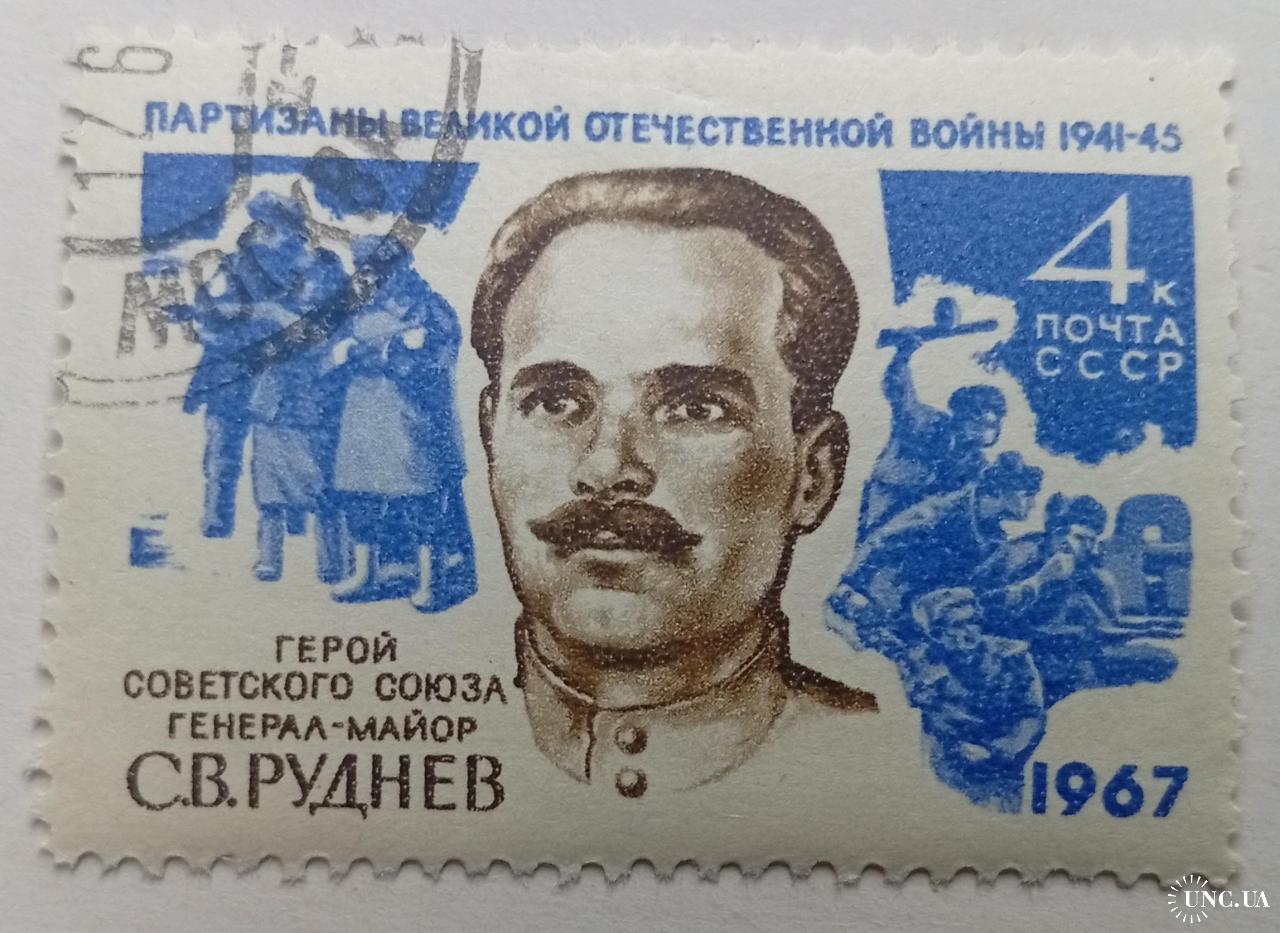 ПАРТИЗАНЫ ВЕЛИКОЙ ОТЕЧЕСТВЕННОЙ ВОЙНЫ 1941-45
4 к
ПОЧТА
СССР
ГЕРОЙ
СОВЕТСКОГО СОЮЗА
ГЕНЕРАЛ-МАЙОР
С.В.РУДНЕВ
1967
UNC.UA